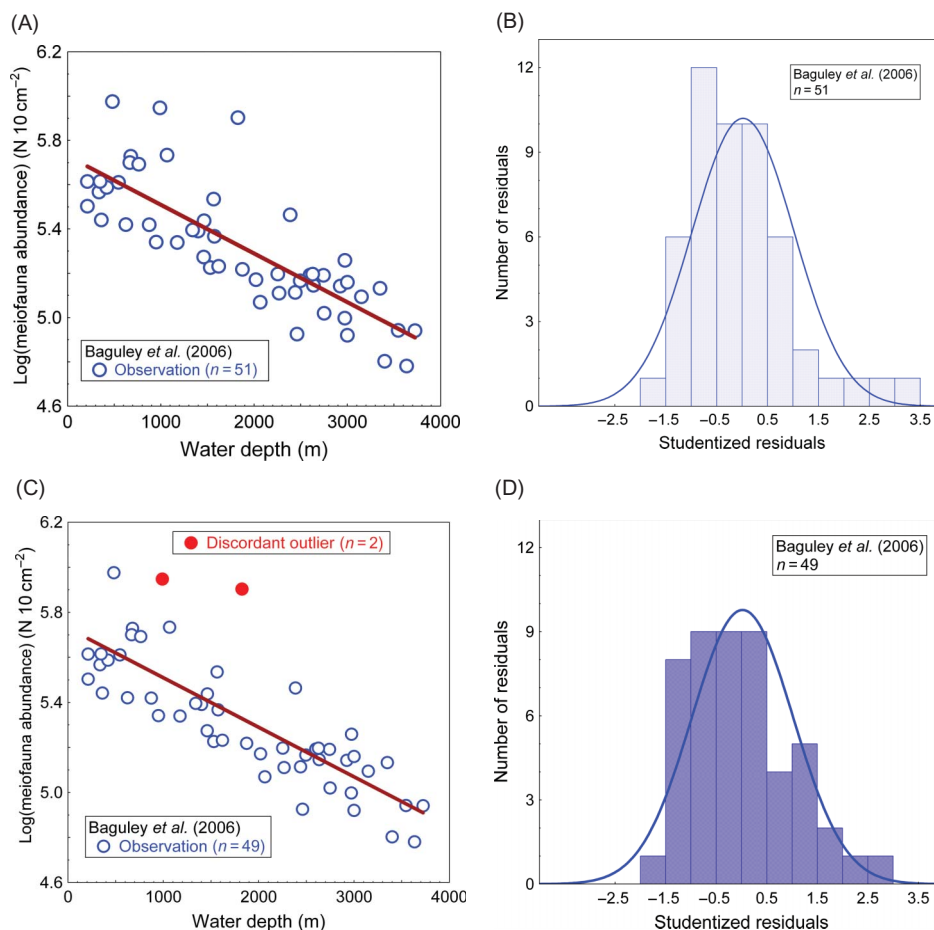 (A)
6.2
5.8
5.4
5.0
4.6
Log(meiofauna abundance) (N 10 cm⁻²)
Baguley et al. (2006)
Observation (n = 51)
0 1000 2000 3000 4000
Water depth (m)
(B)
12
9
6
3
Number of residuals
Baguley et al. (2006)
n = 51
−2.5 −1.5 −0.5 0.5 1.5 2.5 3.5
Studentized residuals
(C)
6.2
5.8
5.4
5.0
4.6
Log(meiofauna abundance) (N 10 cm⁻²)
Discordant outlier (n = 2)
Baguley et al. (2006)
Observation (n = 49)
0 1000 2000 3000 4000
Water depth (m)
(D)
12
9
6
3
0
Number of residuals
Baguley et al. (2006)
n = 49
−2.5 −1.5 −0.5 0.5 1.5 2.5 3.5
Studentized residuals